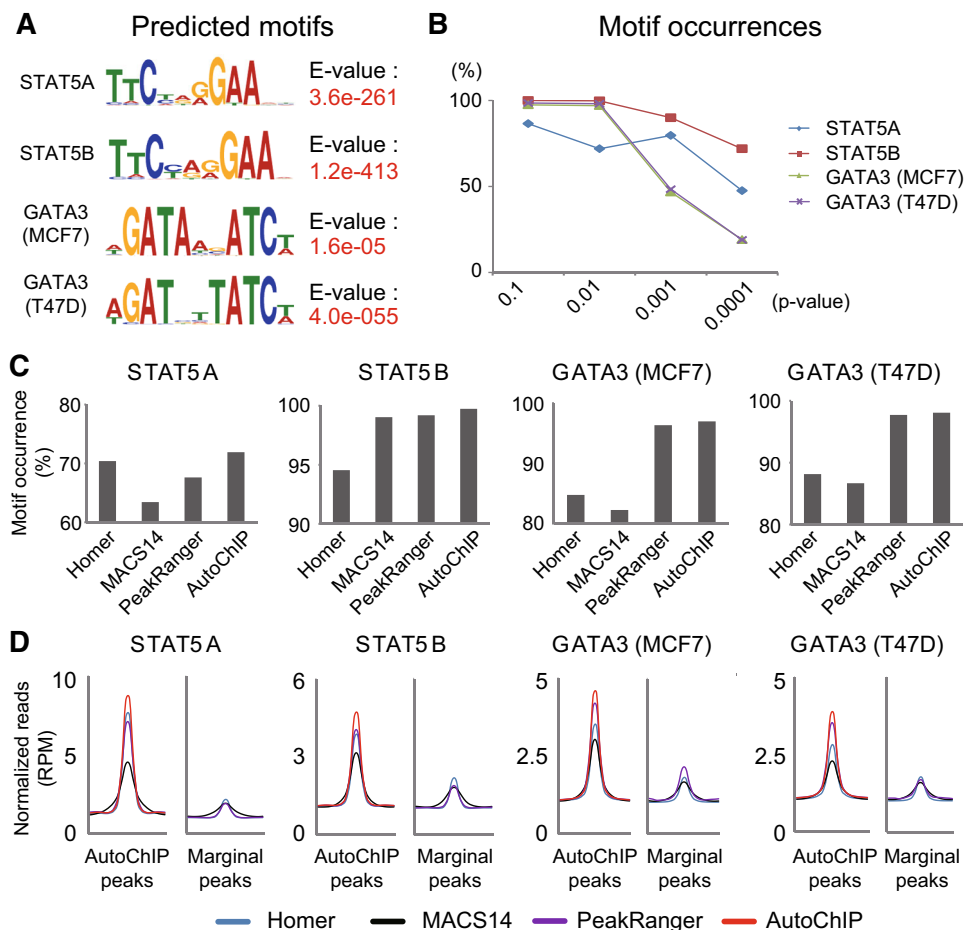 A Predicted motifs
STAT5A
TTCTAGGAA
E-value :
3.6e-261
STAT5B
TTCCAGGAA
E-value :
1.2e-413
GATA3
(MCF7)
AGATAAGATCT
E-value :
1.6e-05
GATA3
(T47D)
AGAT TTATCT
E-value :
4.0e-055
B Motif occurrences
(%)
100
50
0
0.1
0.01
0.001
0.0001
(p-value)
STAT5A
STAT5B
GATA3 (MCF7)
GATA3 (T47D)
C
STAT5A
STAT5B
GATA3 (MCF7)
GATA3 (T47D)
Motif occurrence
(%)
80
70
60
Homer
MACS14
PeakRanger
AutoChIP
100
95
90
Homer
MACS14
PeakRanger
AutoChIP
100
90
80
Homer
MACS14
PeakRanger
AutoChIP
100
90
80
Homer
MACS14
PeakRanger
AutoChIP
D
STAT5A
STAT5B
GATA3 (MCF7)
GATA3 (T47D)
Normalized reads
(RPM)
10
5
0
AutoChIP
peaks
Marginal
peaks
6
3
0
AutoChIP
peaks
Marginal
peaks
5
2.5
0
AutoChIP
peaks
Marginal
peaks
5
2.5
0
AutoChIP
peaks
Marginal
peaks
Homer MACS14 PeakRanger AutoChIP